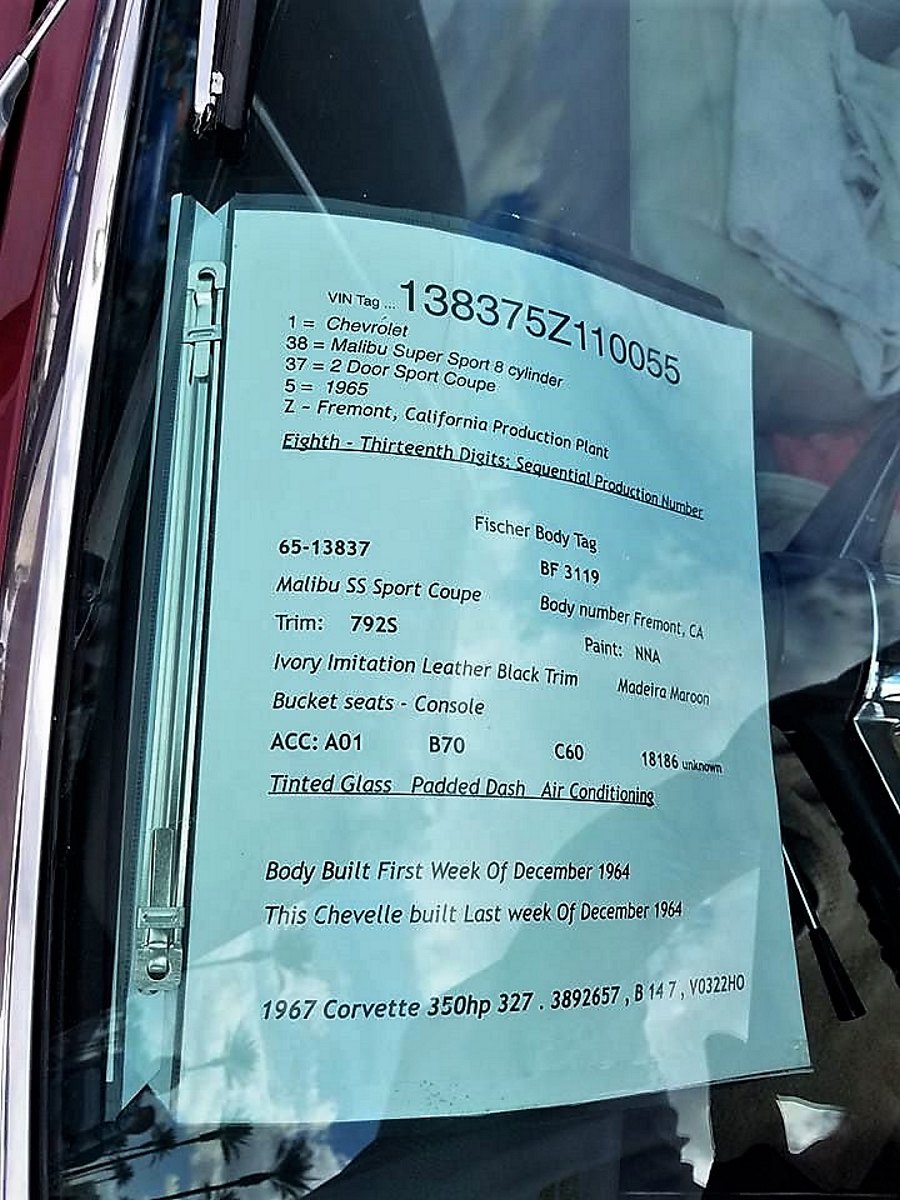 VIN Tag ... 138375Z110055
1 = Chevrolet
38 = Malibu Super Sport 8 cylinder
37 = 2 Door Sport Coupe
5 = 1965
Z - Fremont, California Production Plant
Eighth - Thirteenth Digits: Sequential Production Number
Fischer Body Tag
65-13837 BF 3119
Malibu SS Sport Coupe Body number Fremont, CA
Trim: 792S Paint: NNA
Ivory Imitation Leather Black Trim Madeira Maroon
Bucket seats - Console
ACC: A01 B70 C60 18186 unknown
Tinted Glass Padded Dash Air Conditioning
Body Built First Week Of December 1964
This Chevelle built Last week Of December 1964
1967 Corvette 350hp 327 . 3892657 , B 14 7 , V0322HO